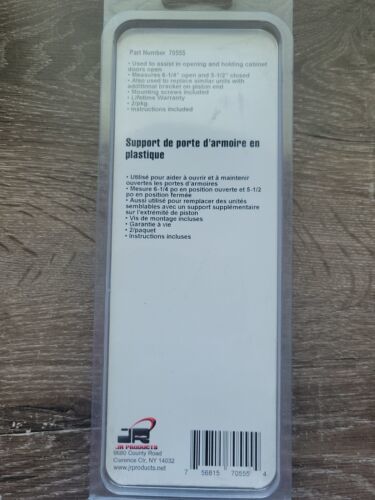 Part Number 70555
• Used to assist in opening and holding cabinet
doors open
• Measures 6-1/4" open and 5-1/2" closed
• Also used to replace similar units with
additional bracket on piston end
• Mounting screws included
• Lifetime Warranty
• 2/pkg
• Instructions included
Support de porte d'armoire en
plastique
• Utilisé pour aider à ouvrir et à maintenir
ouvertes les portes d'armoires
• Mesure 6-1/4 po en position ouverte et 5-1/2
po en position fermée
• Aussi utilisé pour remplacer des unités
semblables avec un support supplémentaire
sur l'extrémité de piston
• Vis de montage incluses
• Garantie à vie
• 2/paquet
• Instructions incluses
JR
JR PRODUCTS
9680 County Road
Clarence Ctr, NY 14032
www.jrproducts.net
7 56815 70555 4